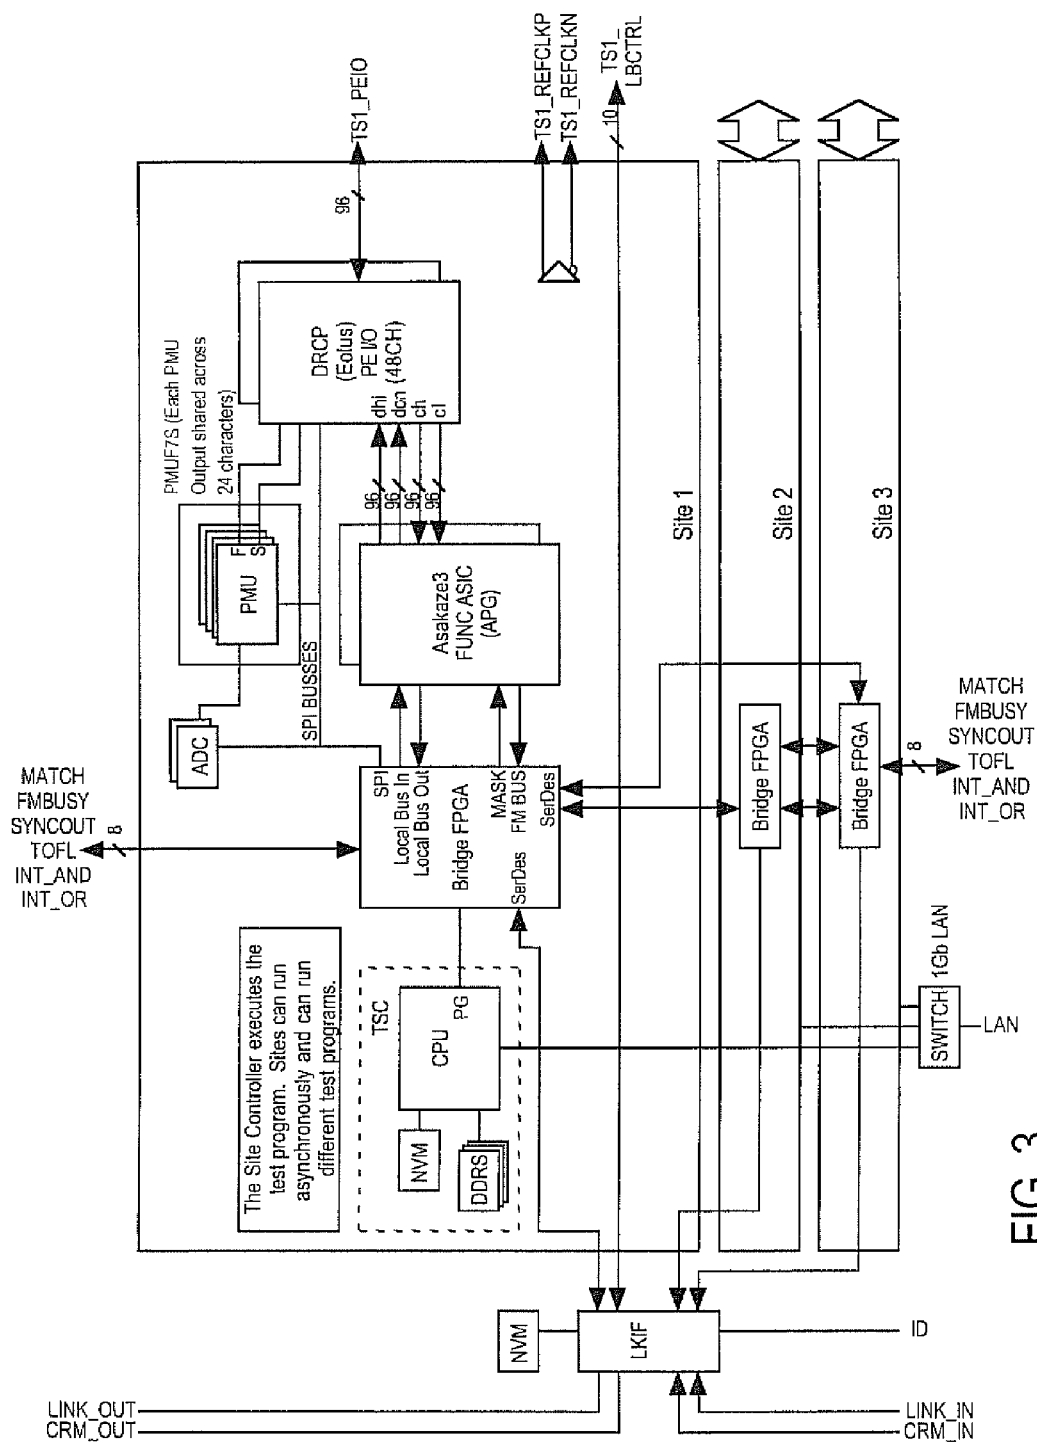 TS1_PEIO
TS1_REFCLKP
TS1_REFCLKN
TS1_
LBCTRL
10
96
PMUF7S (Each PMU
Output shared across
24 characters)
DRCP
(Eotus)
PE I/O
(48CH)
dhi
dcn
ch
cl
F
S
PMU
96
96
96
96
Asakaze3
FUNC ASIC
(APG)
SPI BUSSES
ADC
MATCH
FMBUSY
SYNCOUT
TOFL
INT_AND
INT_OR
8
SPI
Local Bus In
Local Bus Out
Bridge FPGA
MASK
FM BUS
SerDes
SerDes
Site 1
Site 2
Site 3
Bridge FPGA
Bridge FPGA
MATCH
FMBUSY
SYNCOUT
TOFL
INT_AND
INT_OR
8
The Site Controller executes the
test program. Sites can run
asynchronously and can run
different test programs.
TSC
CPU
PG
NVM
DDRS
SWITCH
1Gb LAN
LAN
NVM
LKIF
ID
LINK_OUT
CRM_OUT
LINK_IN
CRM_IN
FIG. 3